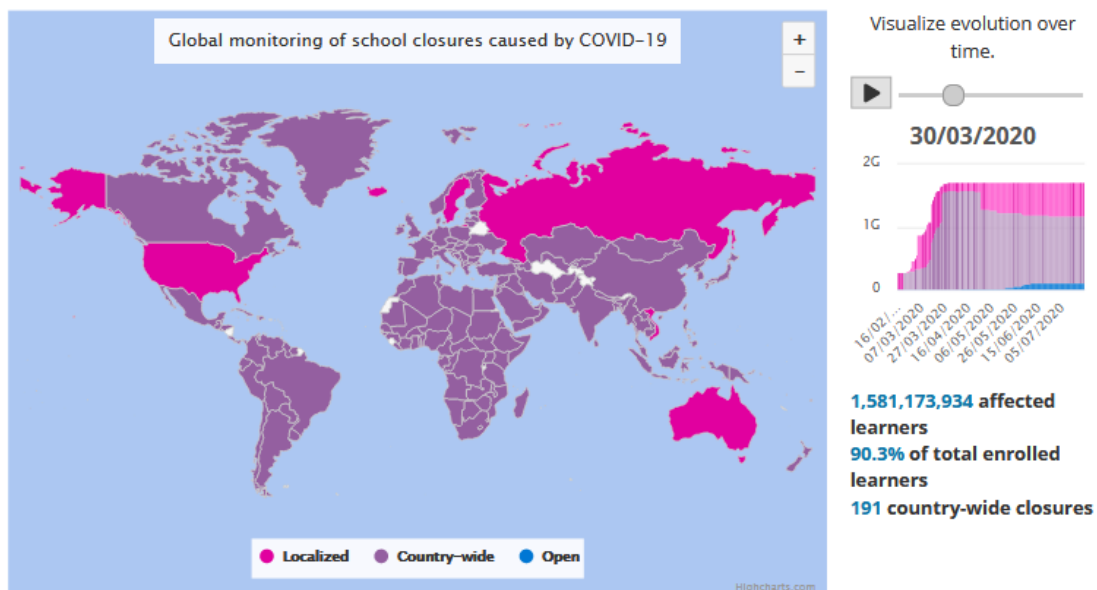 Global monitoring of school closures caused by COVID-19
+
−
Localized
Country-wide
Open
Highcharts.com
Visualize evolution over
time.
30/03/2020
2G
1G
0
16/02/...
07/03/2020
27/03/2020
16/04/2020
06/05/2020
26/05/2020
15/06/2020
05/07/2020
1,581,173,934 affected
learners
90.3% of total enrolled
learners
191 country-wide closures